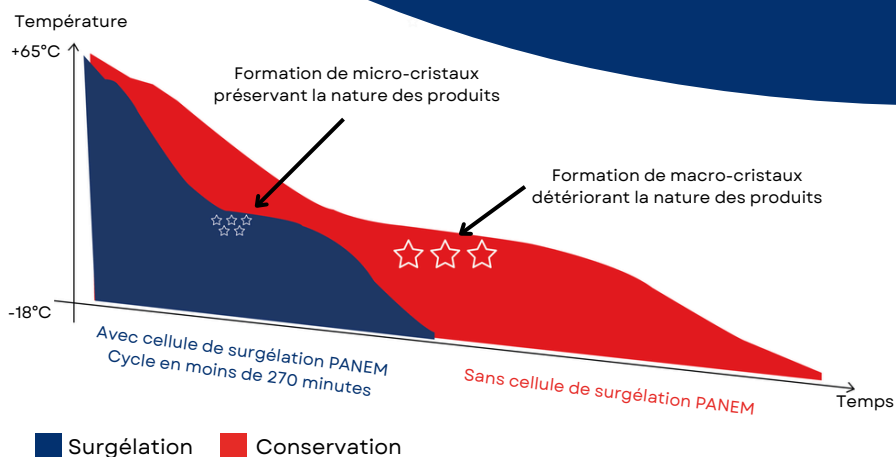 Température
+65°C
Formation de micro-cristaux
préservant la nature des produits
Formation de macro-cristaux
détériorant la nature des produits
-18°C
Avec cellule de surgélation PANEM
Cycle en moins de 270 minutes
Sans cellule de surgélation PANEM
Temps
Surgélation
Conservation